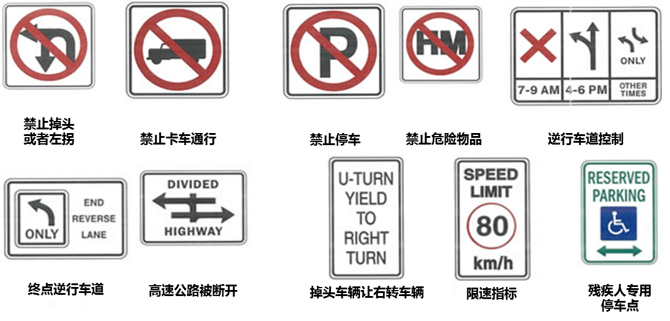 P
HM
ONLY
7-9 AM
4-6 PM
OTHER
TIMES
禁止掉头
或者左拐
禁止卡车通行
禁止停车
禁止危险物品
逆行车道控制
ONLY
END
REVERSE
LANE
DIVIDED
HIGHWAY
U-TURN
YIELD
TO
RIGHT
TURN
SPEED
LIMIT
80
km/h
RESERVED
PARKING
终点逆行车道
高速公路被断开
掉头车辆让右转车辆
限速指标
残疾人专用
停车点